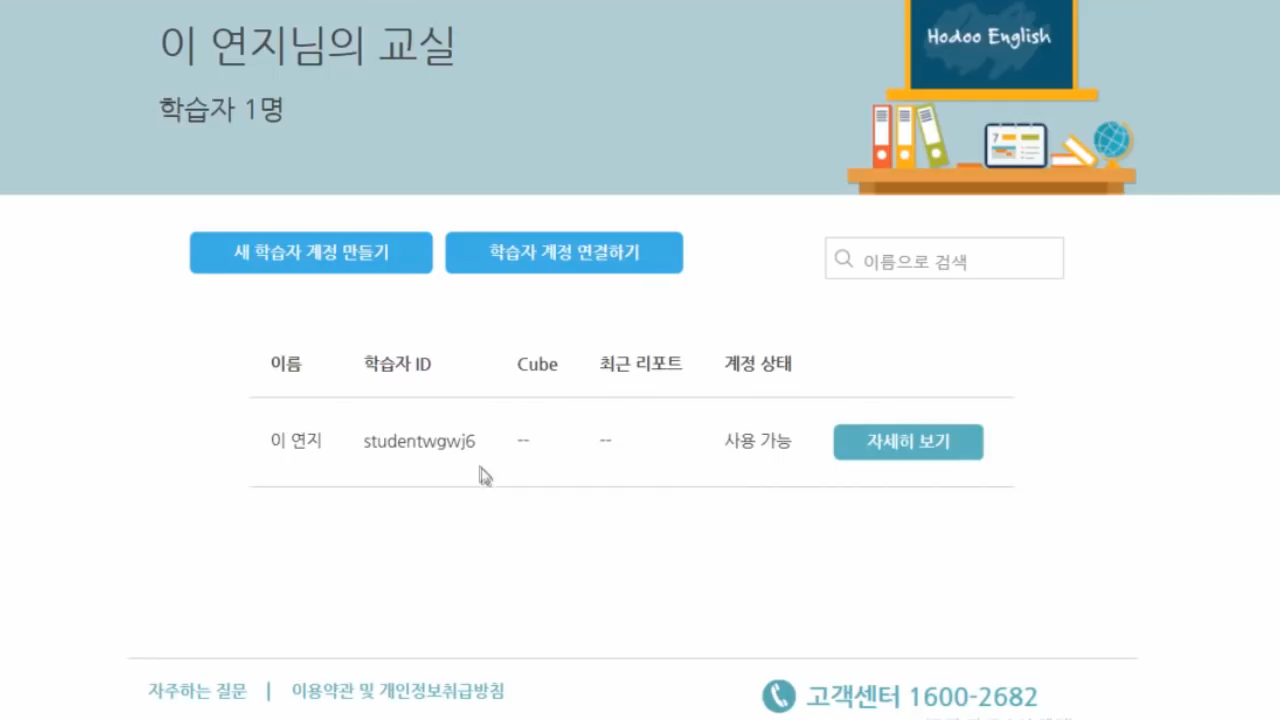 이 연지님의 교실
학습자 1명
Hodoo English
7
새 학습자 계정 만들기
학습자 계정 연결하기
이름으로 검색
이름 학습자 ID Cube 최근 리포트 계정 상태
이 연지 studentwgwj6 -- -- 사용 가능 자세히 보기
자주하는 질문 | 이용약관 및 개인정보취급방침
고객센터 1600-2682